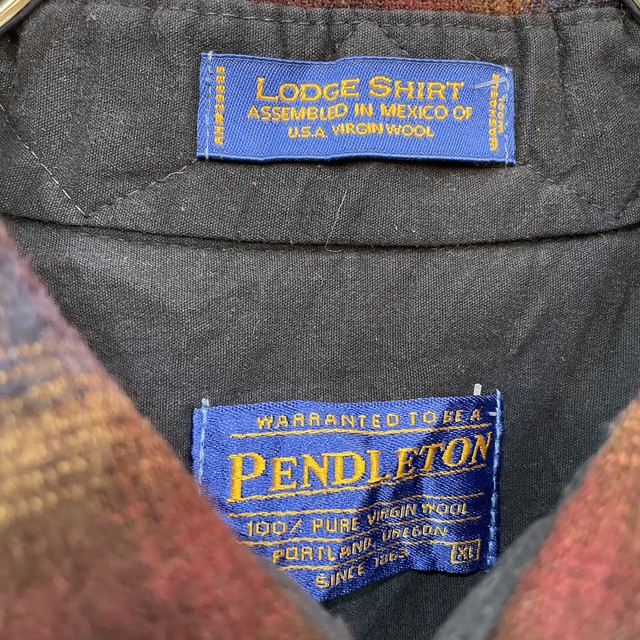 LODGE SHIRT
ASSEMBLED IN MEXICO OF
U.S.A. VIRGIN WOOL
WARRANTED TO BE A
PENDLETON
100% PURE VIRGIN WOOL
PORTLAND, OREGON
SINCE 1863
XL